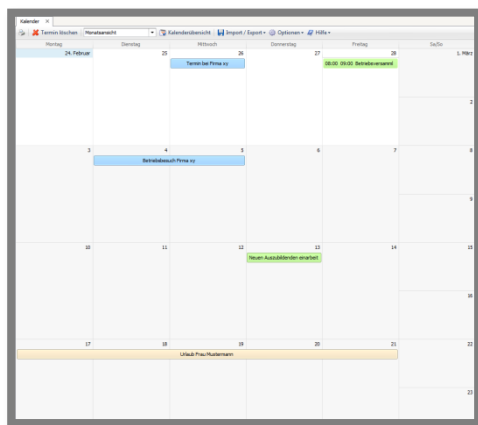 Kalender ×
Termin löschen Monatsansicht Kalenderübersicht Import / Export Optionen Hilfe
Montag Dienstag Mittwoch Donnerstag Freitag Sa/So
24. Februar 25 26 27 28 1. März
Termin bei Firma xy 08:00 09:00 Betriebsversamml
2
3 4 5 6 7 8
Betriebsbesuch Firma xy
9
10 11 12 13 14 15
Neuen Auszubildenden einarbeit
16
17 18 19 20 21 22
Urlaub Frau Mustermann
23